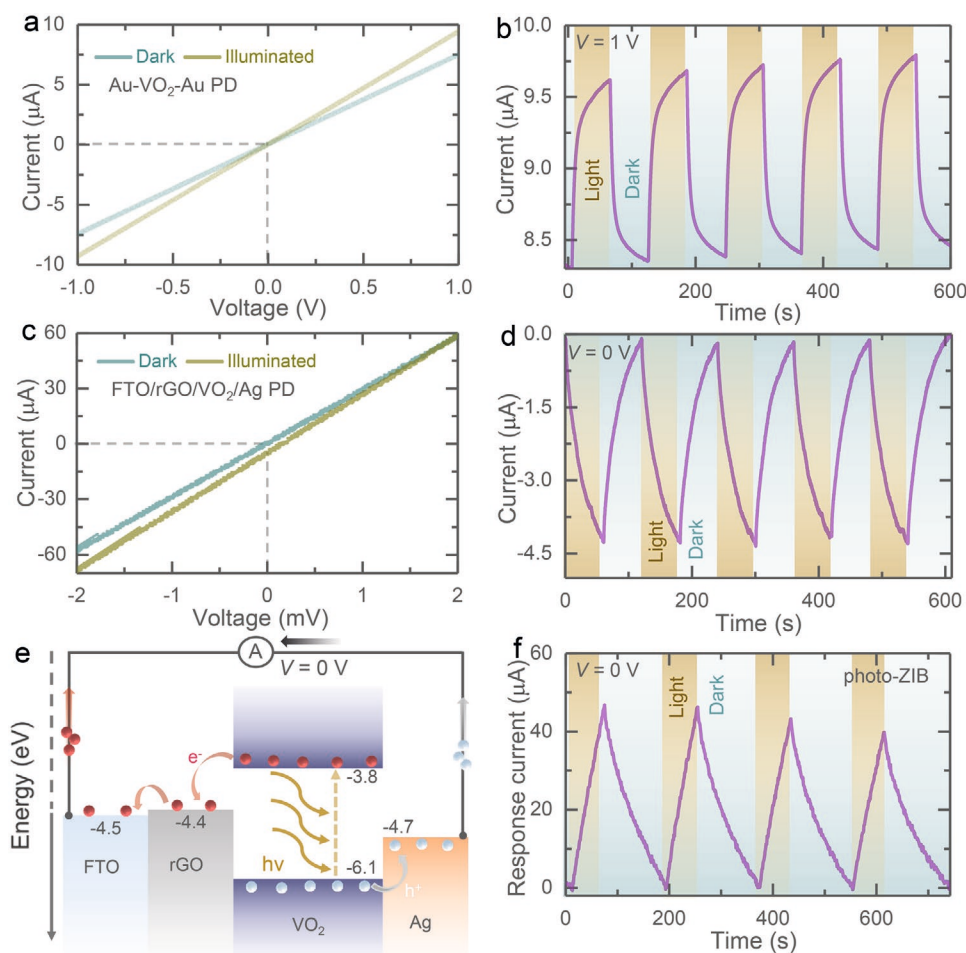 a
10
5
0
-5
-10
Current (µA)
Dark Illuminated
Au-VO₂-Au PD
-1.0 -0.5 0.0 0.5 1.0
Voltage (V)
b
10.0
9.5
9.0
8.5
Current (µA)
V = 1 V
Light Dark
0 200 400 600
Time (s)
c
60
30
0
-30
-60
Current (µA)
Dark Illuminated
FTO/rGO/VO₂/Ag PD
-2 -1 0 1 2
Voltage (mV)
d
0.0
-1.5
-3.0
-4.5
Current (µA)
V = 0 V
Light Dark
0 200 400 600
Time (s)
e
A
V = 0 V
Energy (eV)
e⁻
-3.8
-4.5 -4.4
-4.7
FTO rGO
hν
-6.1
h⁺
VO₂ Ag
f
60
40
20
0
Response current (µA)
V = 0 V
photo-ZIB
Light Dark
0 200 400 600
Time (s)